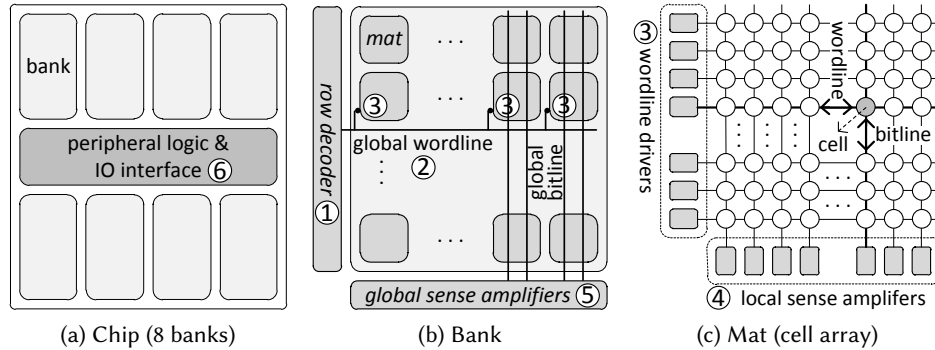 bank
peripheral logic &
IO interface ⑥
(a) Chip (8 banks)
row decoder ①
mat
. . .
③ ③ ③
global wordline
②
global
bitline
. . .
global sense amplifiers ⑤
(b) Bank
③ wordline drivers
wordline
cell
bitline
④ local sense amplifers
(c) Mat (cell array)